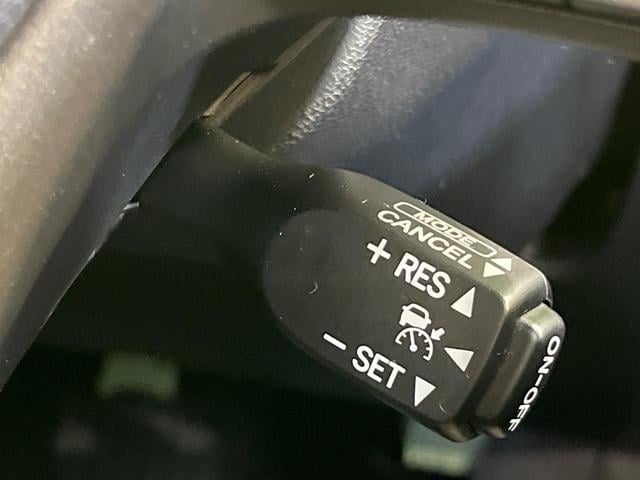 MODE
CANCEL
+ RES
- SET
ON-OFF